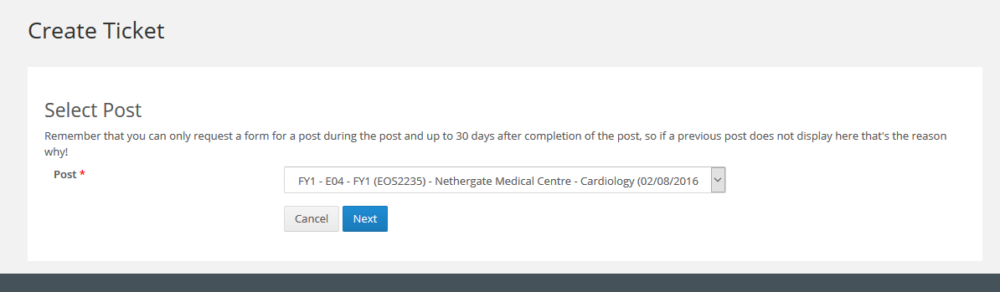 Create Ticket
Select Post
Remember that you can only request a form for a post during the post and up to 30 days after completion of the post, so if a previous post does not display here that's the reason
why!
Post * FY1 - E04 - FY1 (EOS2235) - Nethergate Medical Centre - Cardiology (02/08/2016
Cancel Next